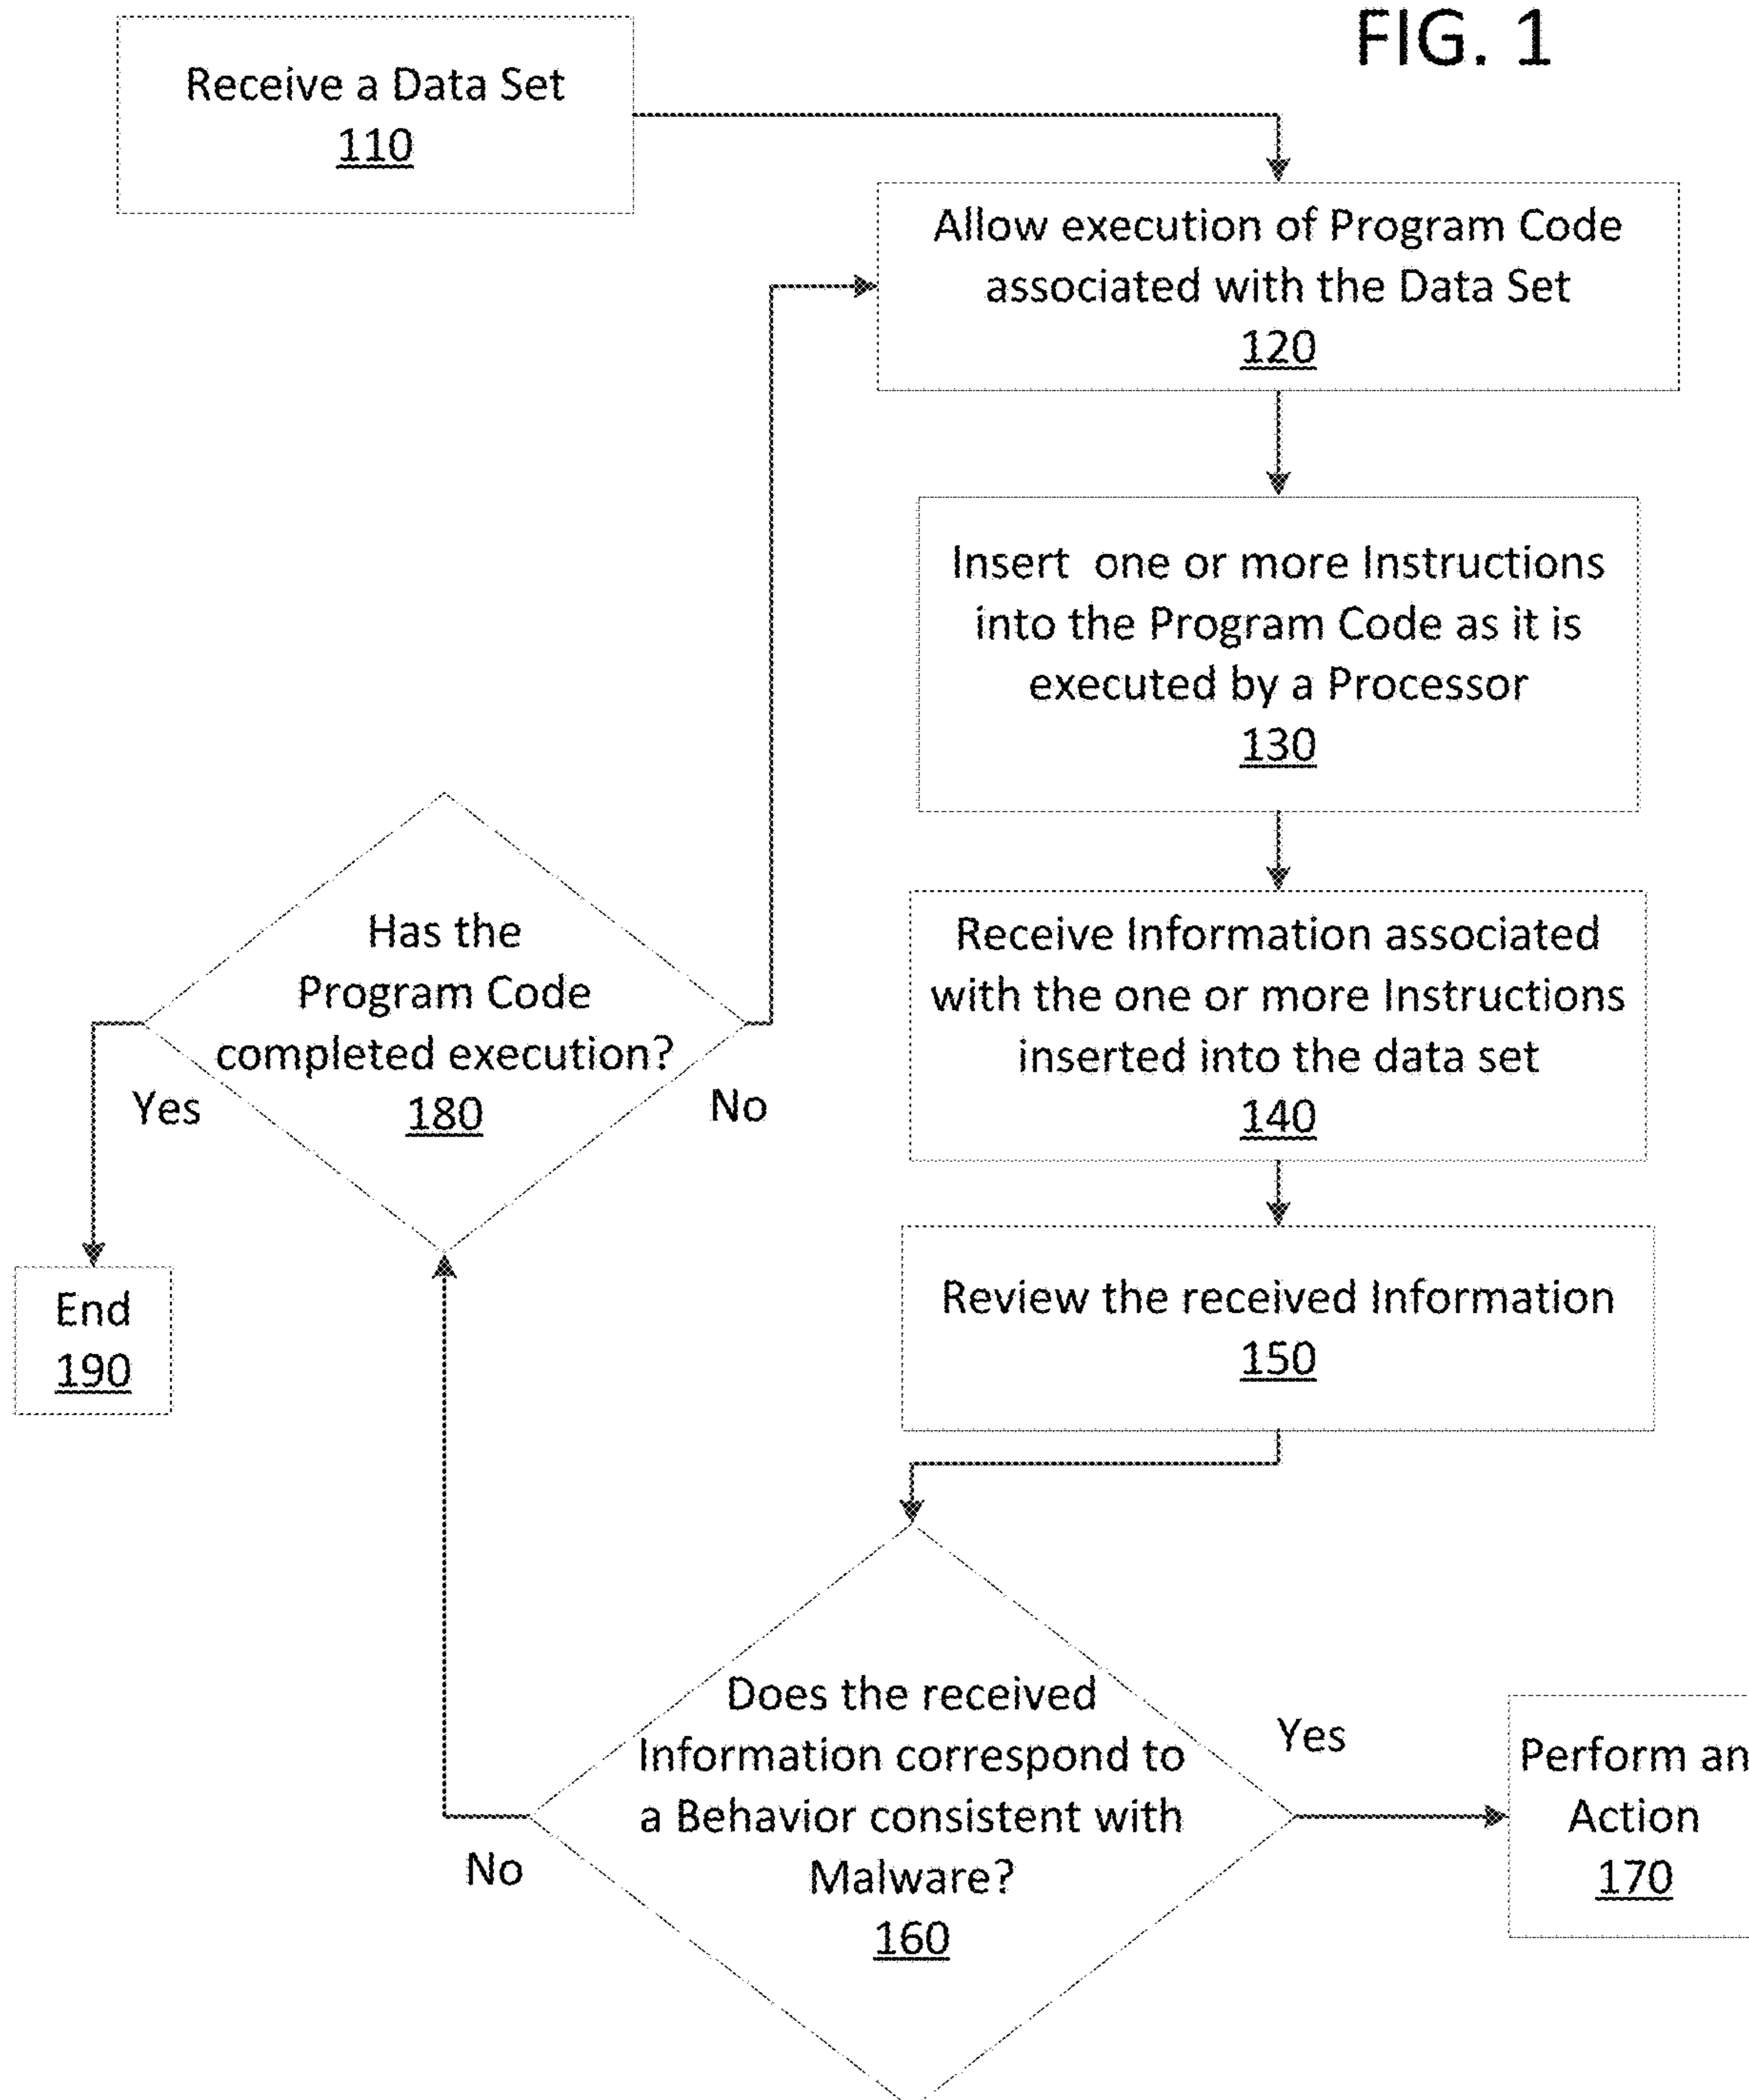 FIG. 1
Receive a Data Set
110
Allow execution of Program Code
associated with the Data Set
120
Insert one or more Instructions
into the Program Code as it is
executed by a Processor
130
Receive Information associated
with the one or more Instructions
inserted into the data set
140
Review the received Information
150
Does the received
Information correspond to
a Behavior consistent with
Malware?
160
Yes
No
Perform an
Action
170
Has the
Program Code
completed execution?
180
Yes
No
End
190